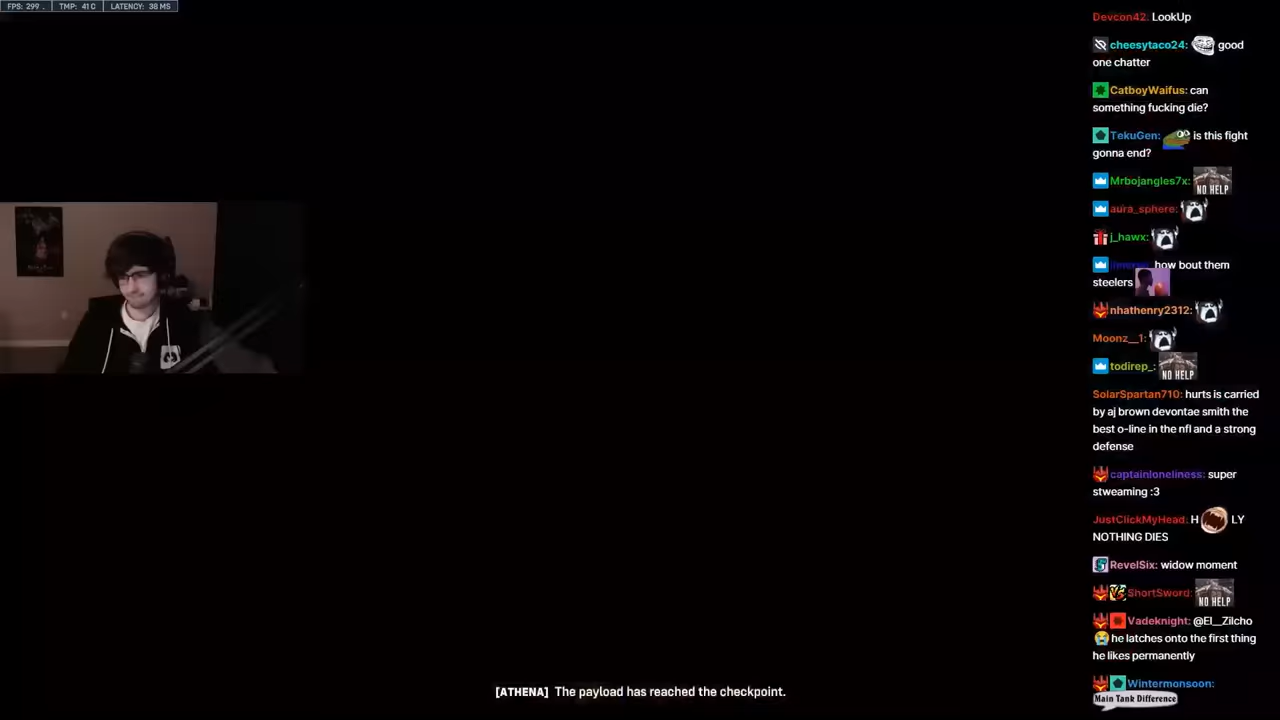 FPS: 299 . TMP: 41 C LATENCY: 38 MS
Devcon42: LookUp
cheesytaco24: good
one chatter
CatboyWaifus: can
something fucking die?
TekuGen: is this fight
gonna end?
Mrbojangles7x: NO HELP
aura_sphere:
j_hawx:
how bout them
steelers
nhathenry2312:
Moonz__1:
todirep_: NO HELP
SolarSpartan710: hurts is carried
by aj brown devontae smith the
best o-line in the nfl and a strong
defense
captainloneliness: super
stweaming :3
JustClickMyHead: H LY
NOTHING DIES
RevelSix: widow moment
ShortSword: NO HELP
Vadeknight: @El__Zilcho
he latches onto the first thing
he likes permanently
Wintermonsoon:
Main Tank Difference
[ATHENA] The payload has reached the checkpoint.